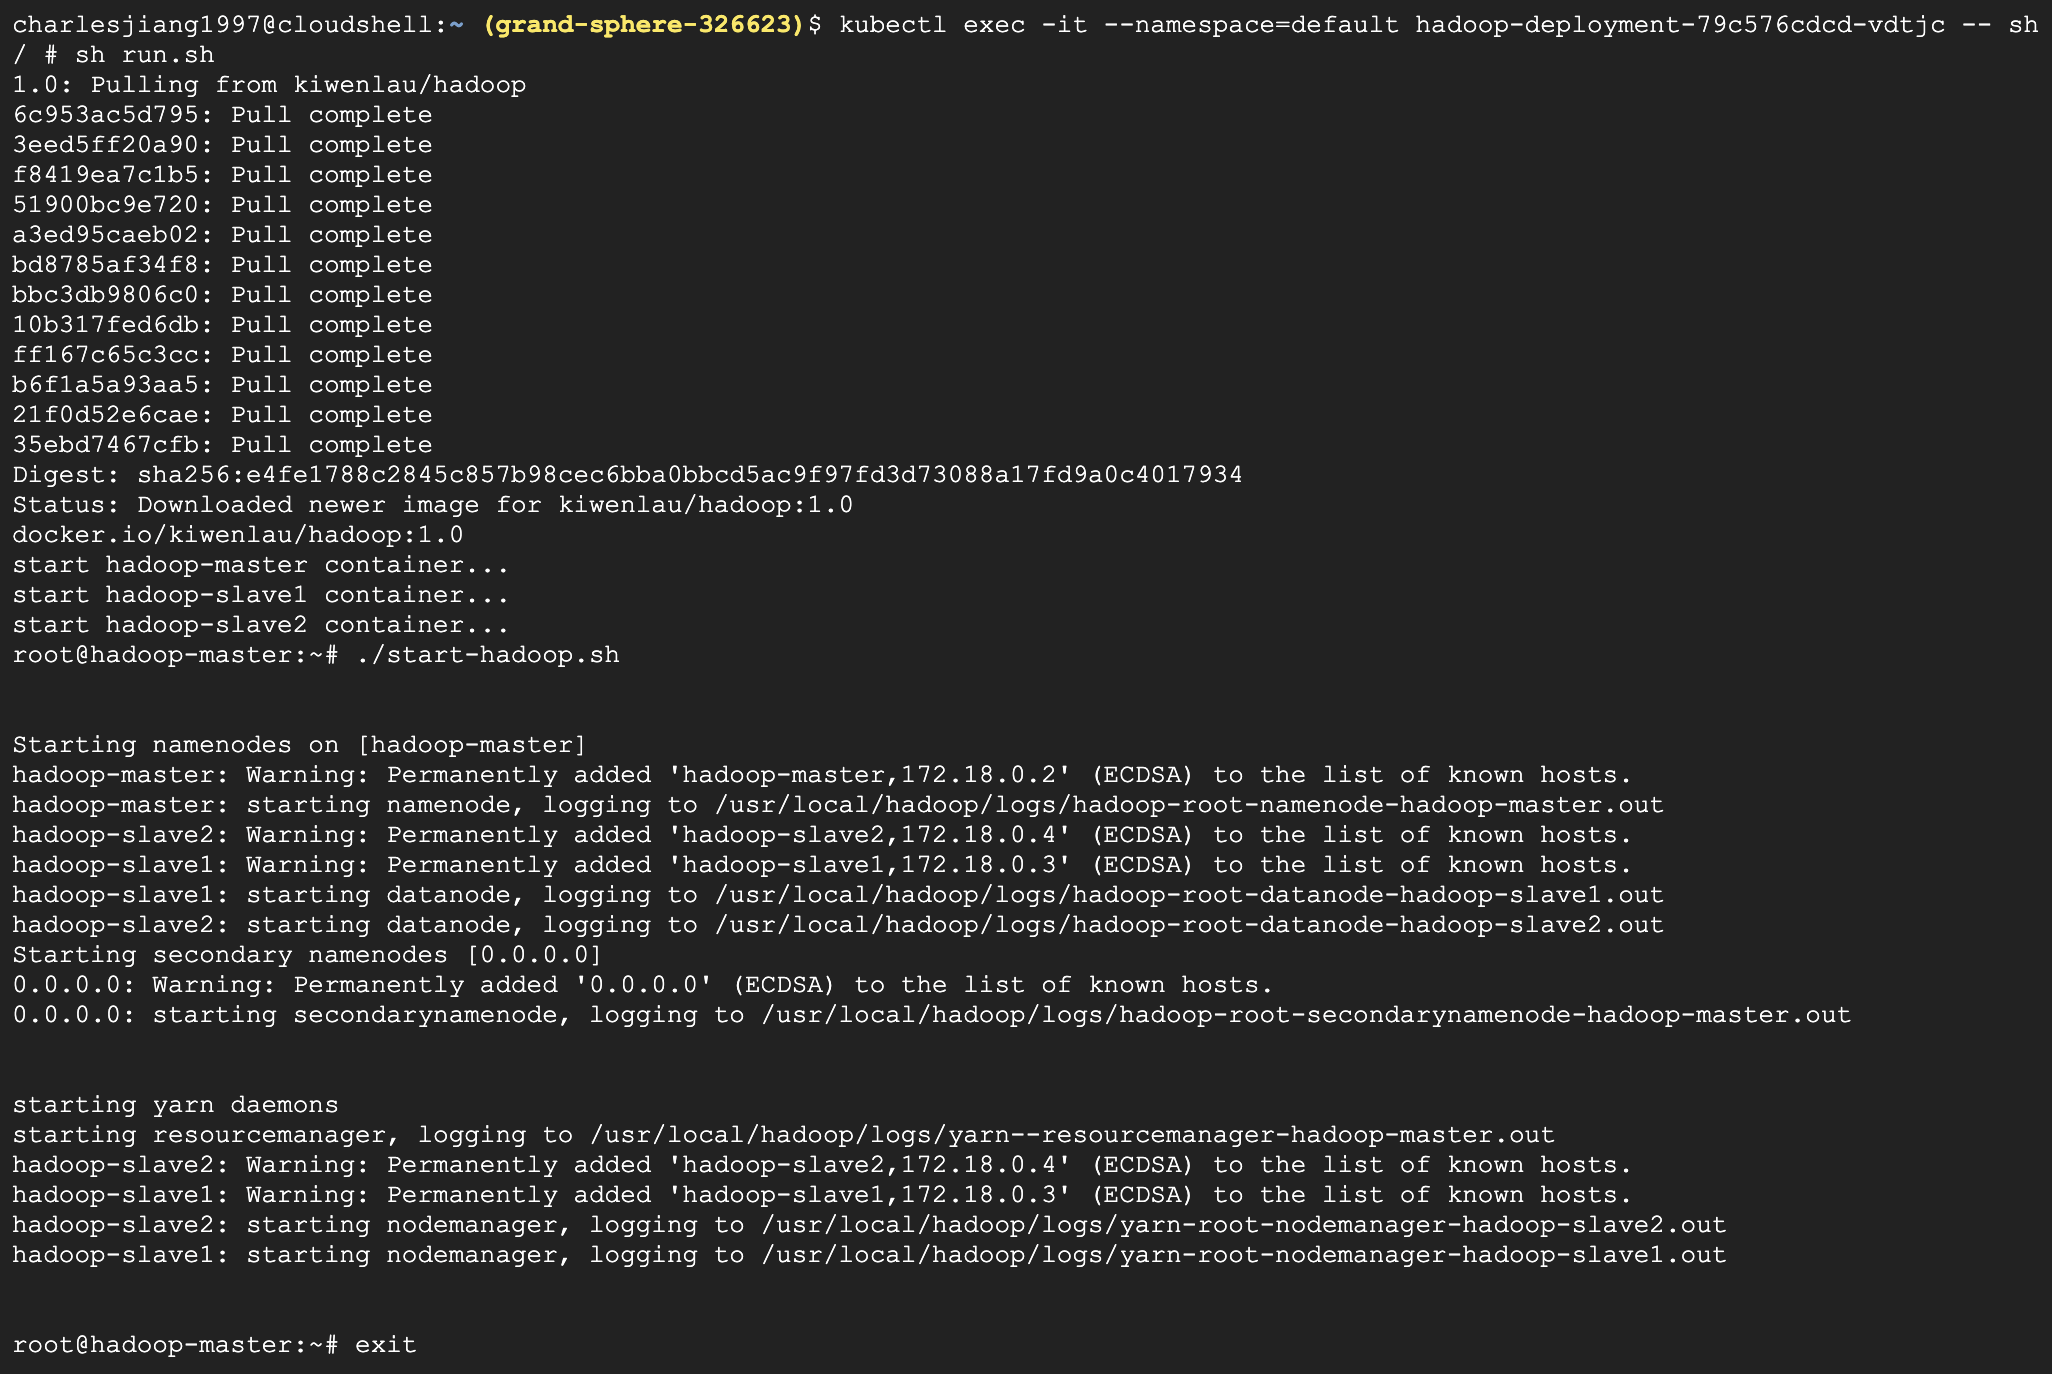 charlesjiang1997@cloudshell:~ (grand-sphere-326623)$ kubectl exec -it --namespace=default hadoop-deployment-79c576cdcd-vdtjc -- sh
/ # sh run.sh
1.0: Pulling from kiwenlau/hadoop
6c953ac5d795: Pull complete
3eed5ff20a90: Pull complete
f8419ea7c1b5: Pull complete
51900bc9e720: Pull complete
a3ed95caeb02: Pull complete
bd8785af34f8: Pull complete
bbc3db9806c0: Pull complete
10b317fed6db: Pull complete
ff167c65c3cc: Pull complete
b6f1a5a93aa5: Pull complete
21f0d52e6cae: Pull complete
35ebd7467cfb: Pull complete
Digest: sha256:e4fe1788c2845c857b98cec6bba0bbcd5ac9f97fd3d73088a17fd9a0c4017934
Status: Downloaded newer image for kiwenlau/hadoop:1.0
docker.io/kiwenlau/hadoop:1.0
start hadoop-master container...
start hadoop-slave1 container...
start hadoop-slave2 container...
root@hadoop-master:~# ./start-hadoop.sh
Starting namenodes on [hadoop-master]
hadoop-master: Warning: Permanently added 'hadoop-master,172.18.0.2' (ECDSA) to the list of known hosts.
hadoop-master: starting namenode, logging to /usr/local/hadoop/logs/hadoop-root-namenode-hadoop-master.out
hadoop-slave2: Warning: Permanently added 'hadoop-slave2,172.18.0.4' (ECDSA) to the list of known hosts.
hadoop-slave1: Warning: Permanently added 'hadoop-slave1,172.18.0.3' (ECDSA) to the list of known hosts.
hadoop-slave1: starting datanode, logging to /usr/local/hadoop/logs/hadoop-root-datanode-hadoop-slave1.out
hadoop-slave2: starting datanode, logging to /usr/local/hadoop/logs/hadoop-root-datanode-hadoop-slave2.out
Starting secondary namenodes [0.0.0.0]
0.0.0.0: Warning: Permanently added '0.0.0.0' (ECDSA) to the list of known hosts.
0.0.0.0: starting secondarynamenode, logging to /usr/local/hadoop/logs/hadoop-root-secondarynamenode-hadoop-master.out
starting yarn daemons
starting resourcemanager, logging to /usr/local/hadoop/logs/yarn--resourcemanager-hadoop-master.out
hadoop-slave2: Warning: Permanently added 'hadoop-slave2,172.18.0.4' (ECDSA) to the list of known hosts.
hadoop-slave1: Warning: Permanently added 'hadoop-slave1,172.18.0.3' (ECDSA) to the list of known hosts.
hadoop-slave2: starting nodemanager, logging to /usr/local/hadoop/logs/yarn-root-nodemanager-hadoop-slave2.out
hadoop-slave1: starting nodemanager, logging to /usr/local/hadoop/logs/yarn-root-nodemanager-hadoop-slave1.out
root@hadoop-master:~# exit